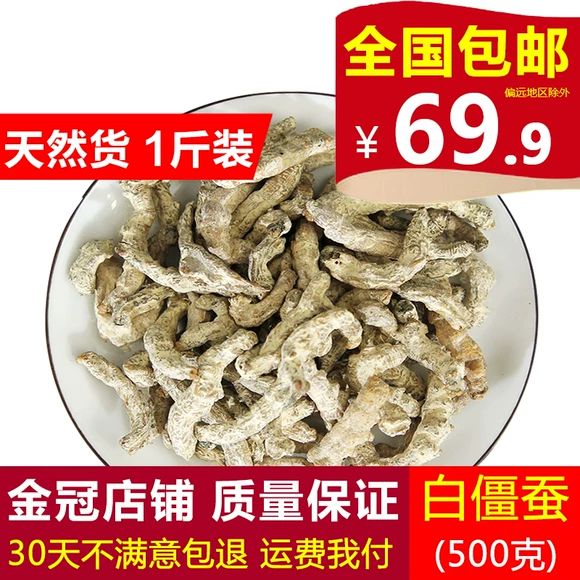 全国包邮
偏远地区除外
¥ 69.9
天然货 1斤装
金冠店铺 质量保证
30天不满意包退 运费我付
白僵蚕
(500克)